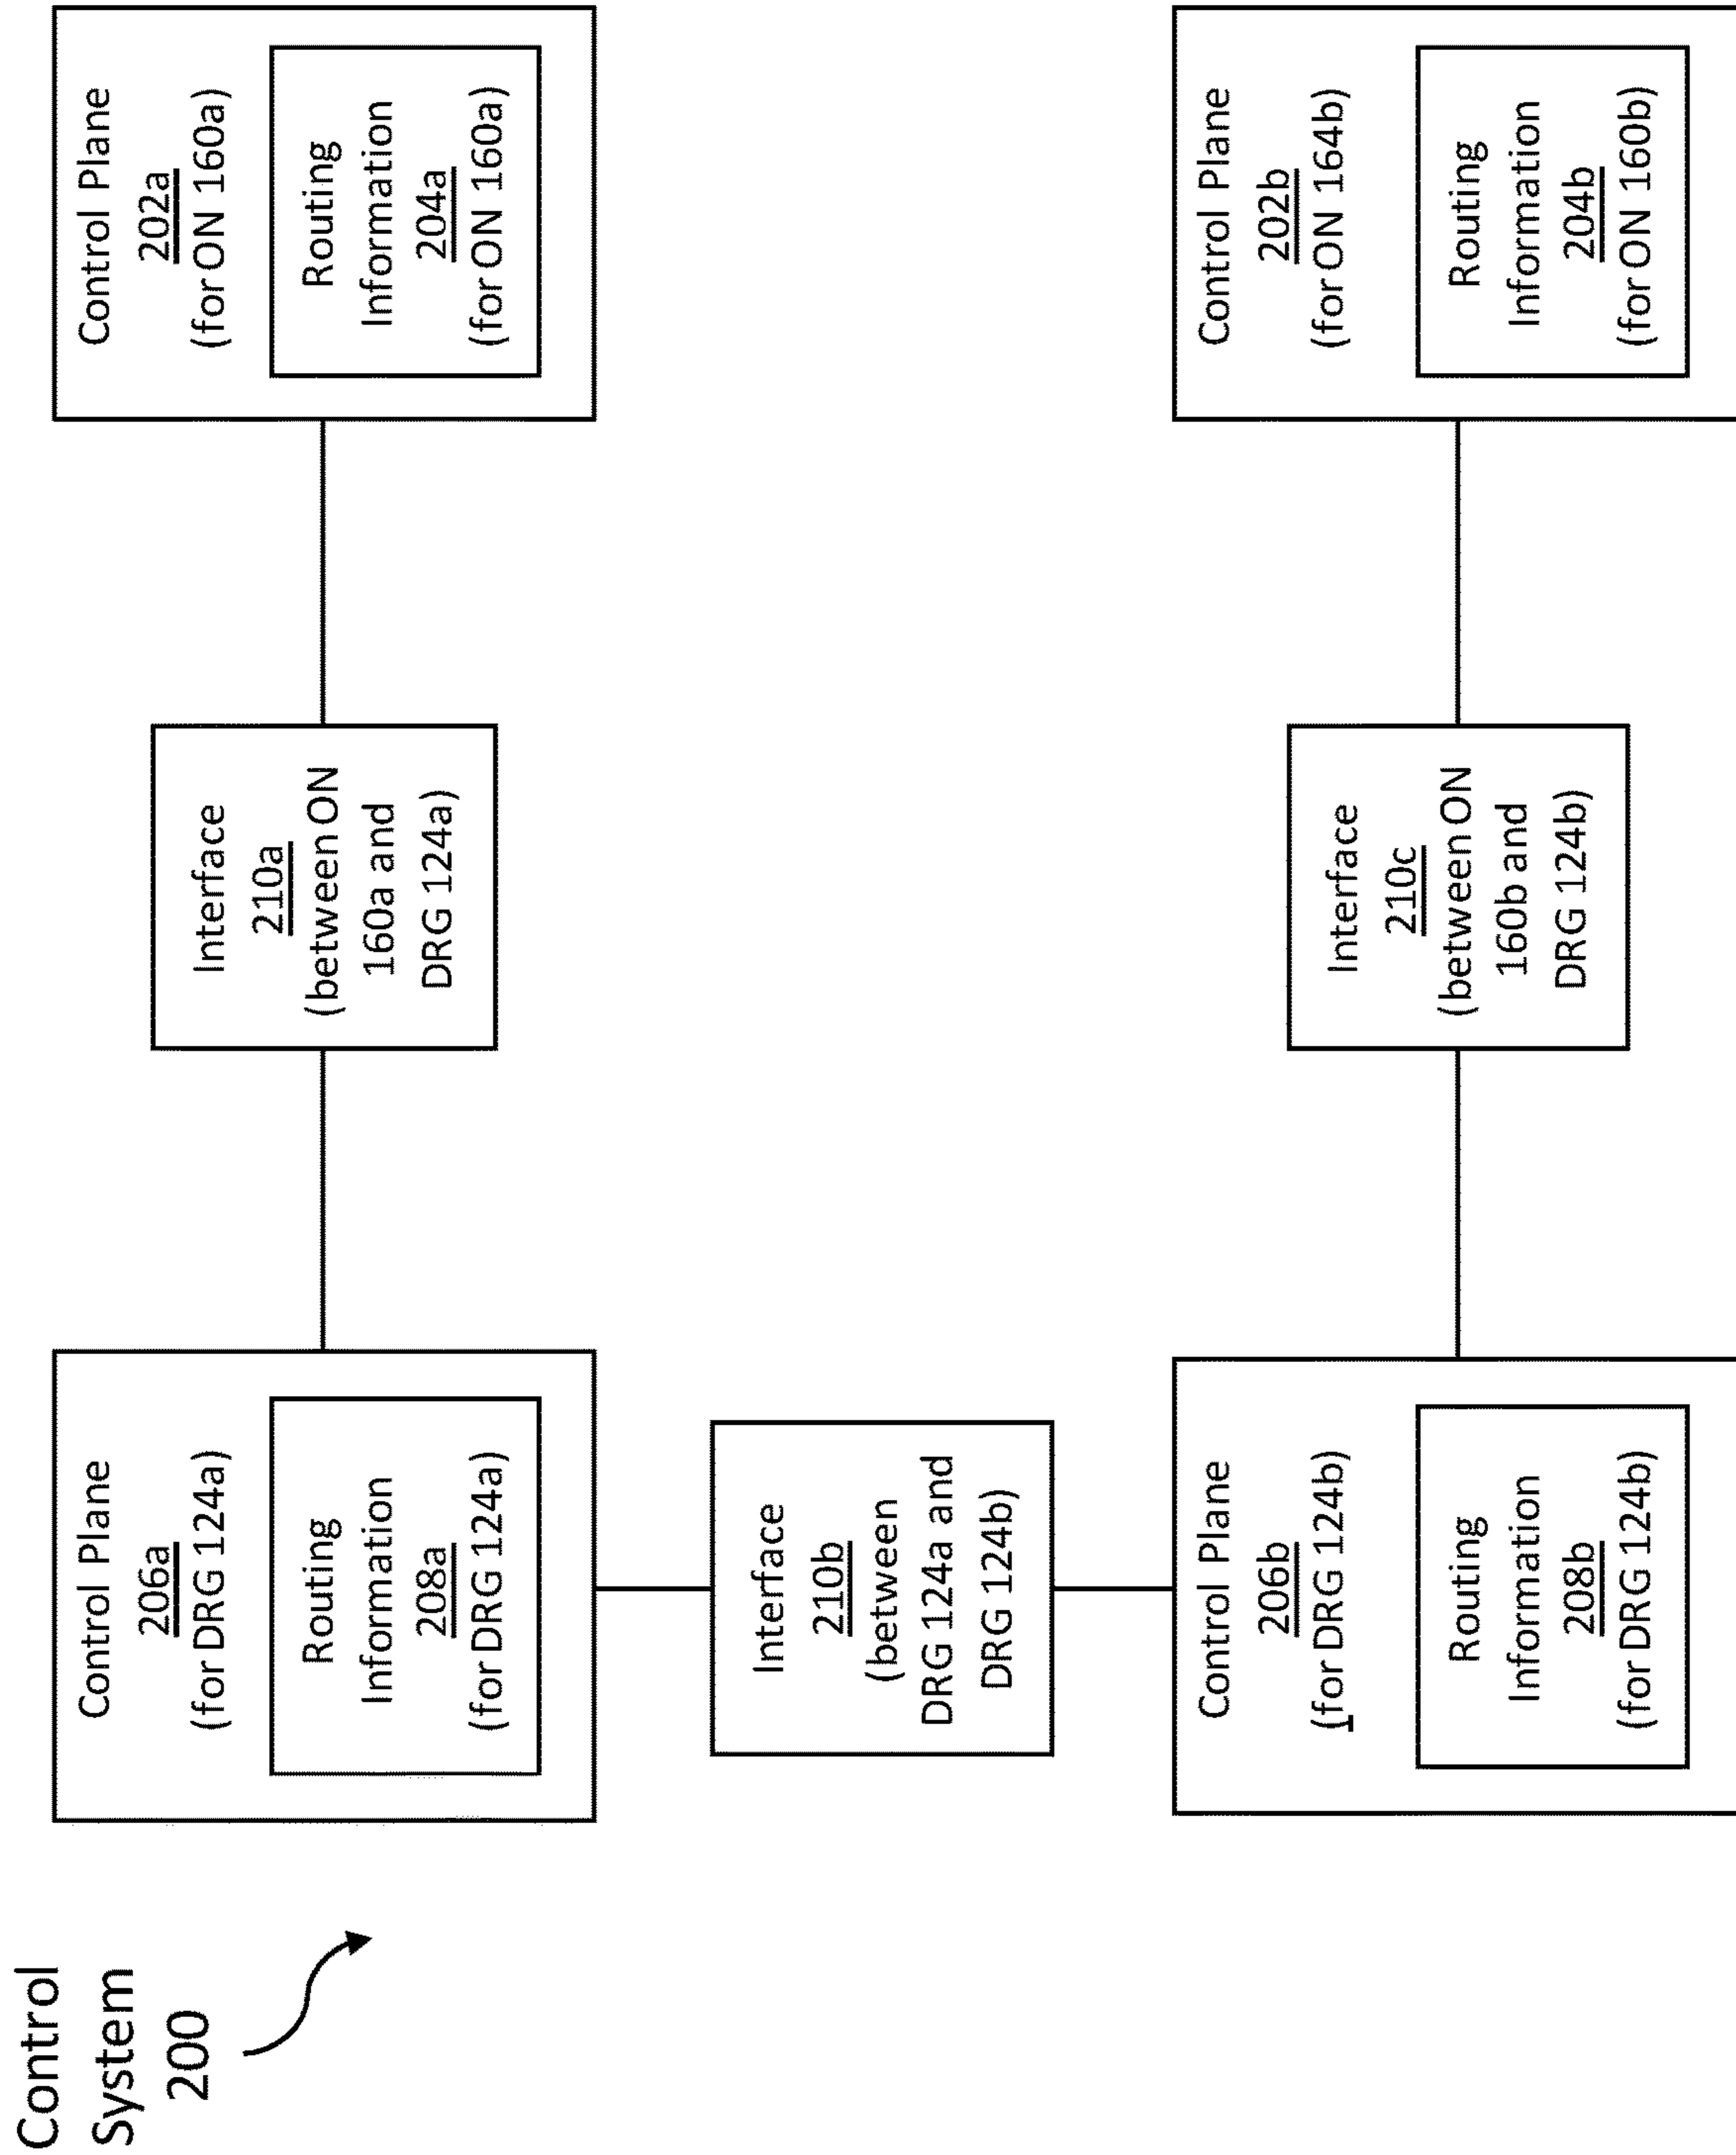 Control
System
200
Control Plane
206a
(for DRG 124a)
Routing
Information
208a
(for DRG 124a)
Interface
210a
(between ON
160a and
DRG 124a)
Control Plane
202a
(for ON 160a)
Routing
Information
204a
(for ON 160a)
Interface
210b
(between
DRG 124a and
DRG 124b)
Control Plane
206b
(for DRG 124b)
Routing
Information
208b
(for DRG 124b)
Interface
210c
(between ON
160b and
DRG 124b)
Control Plane
202b
(for ON 164b)
Routing
Information
204b
(for ON 160b)